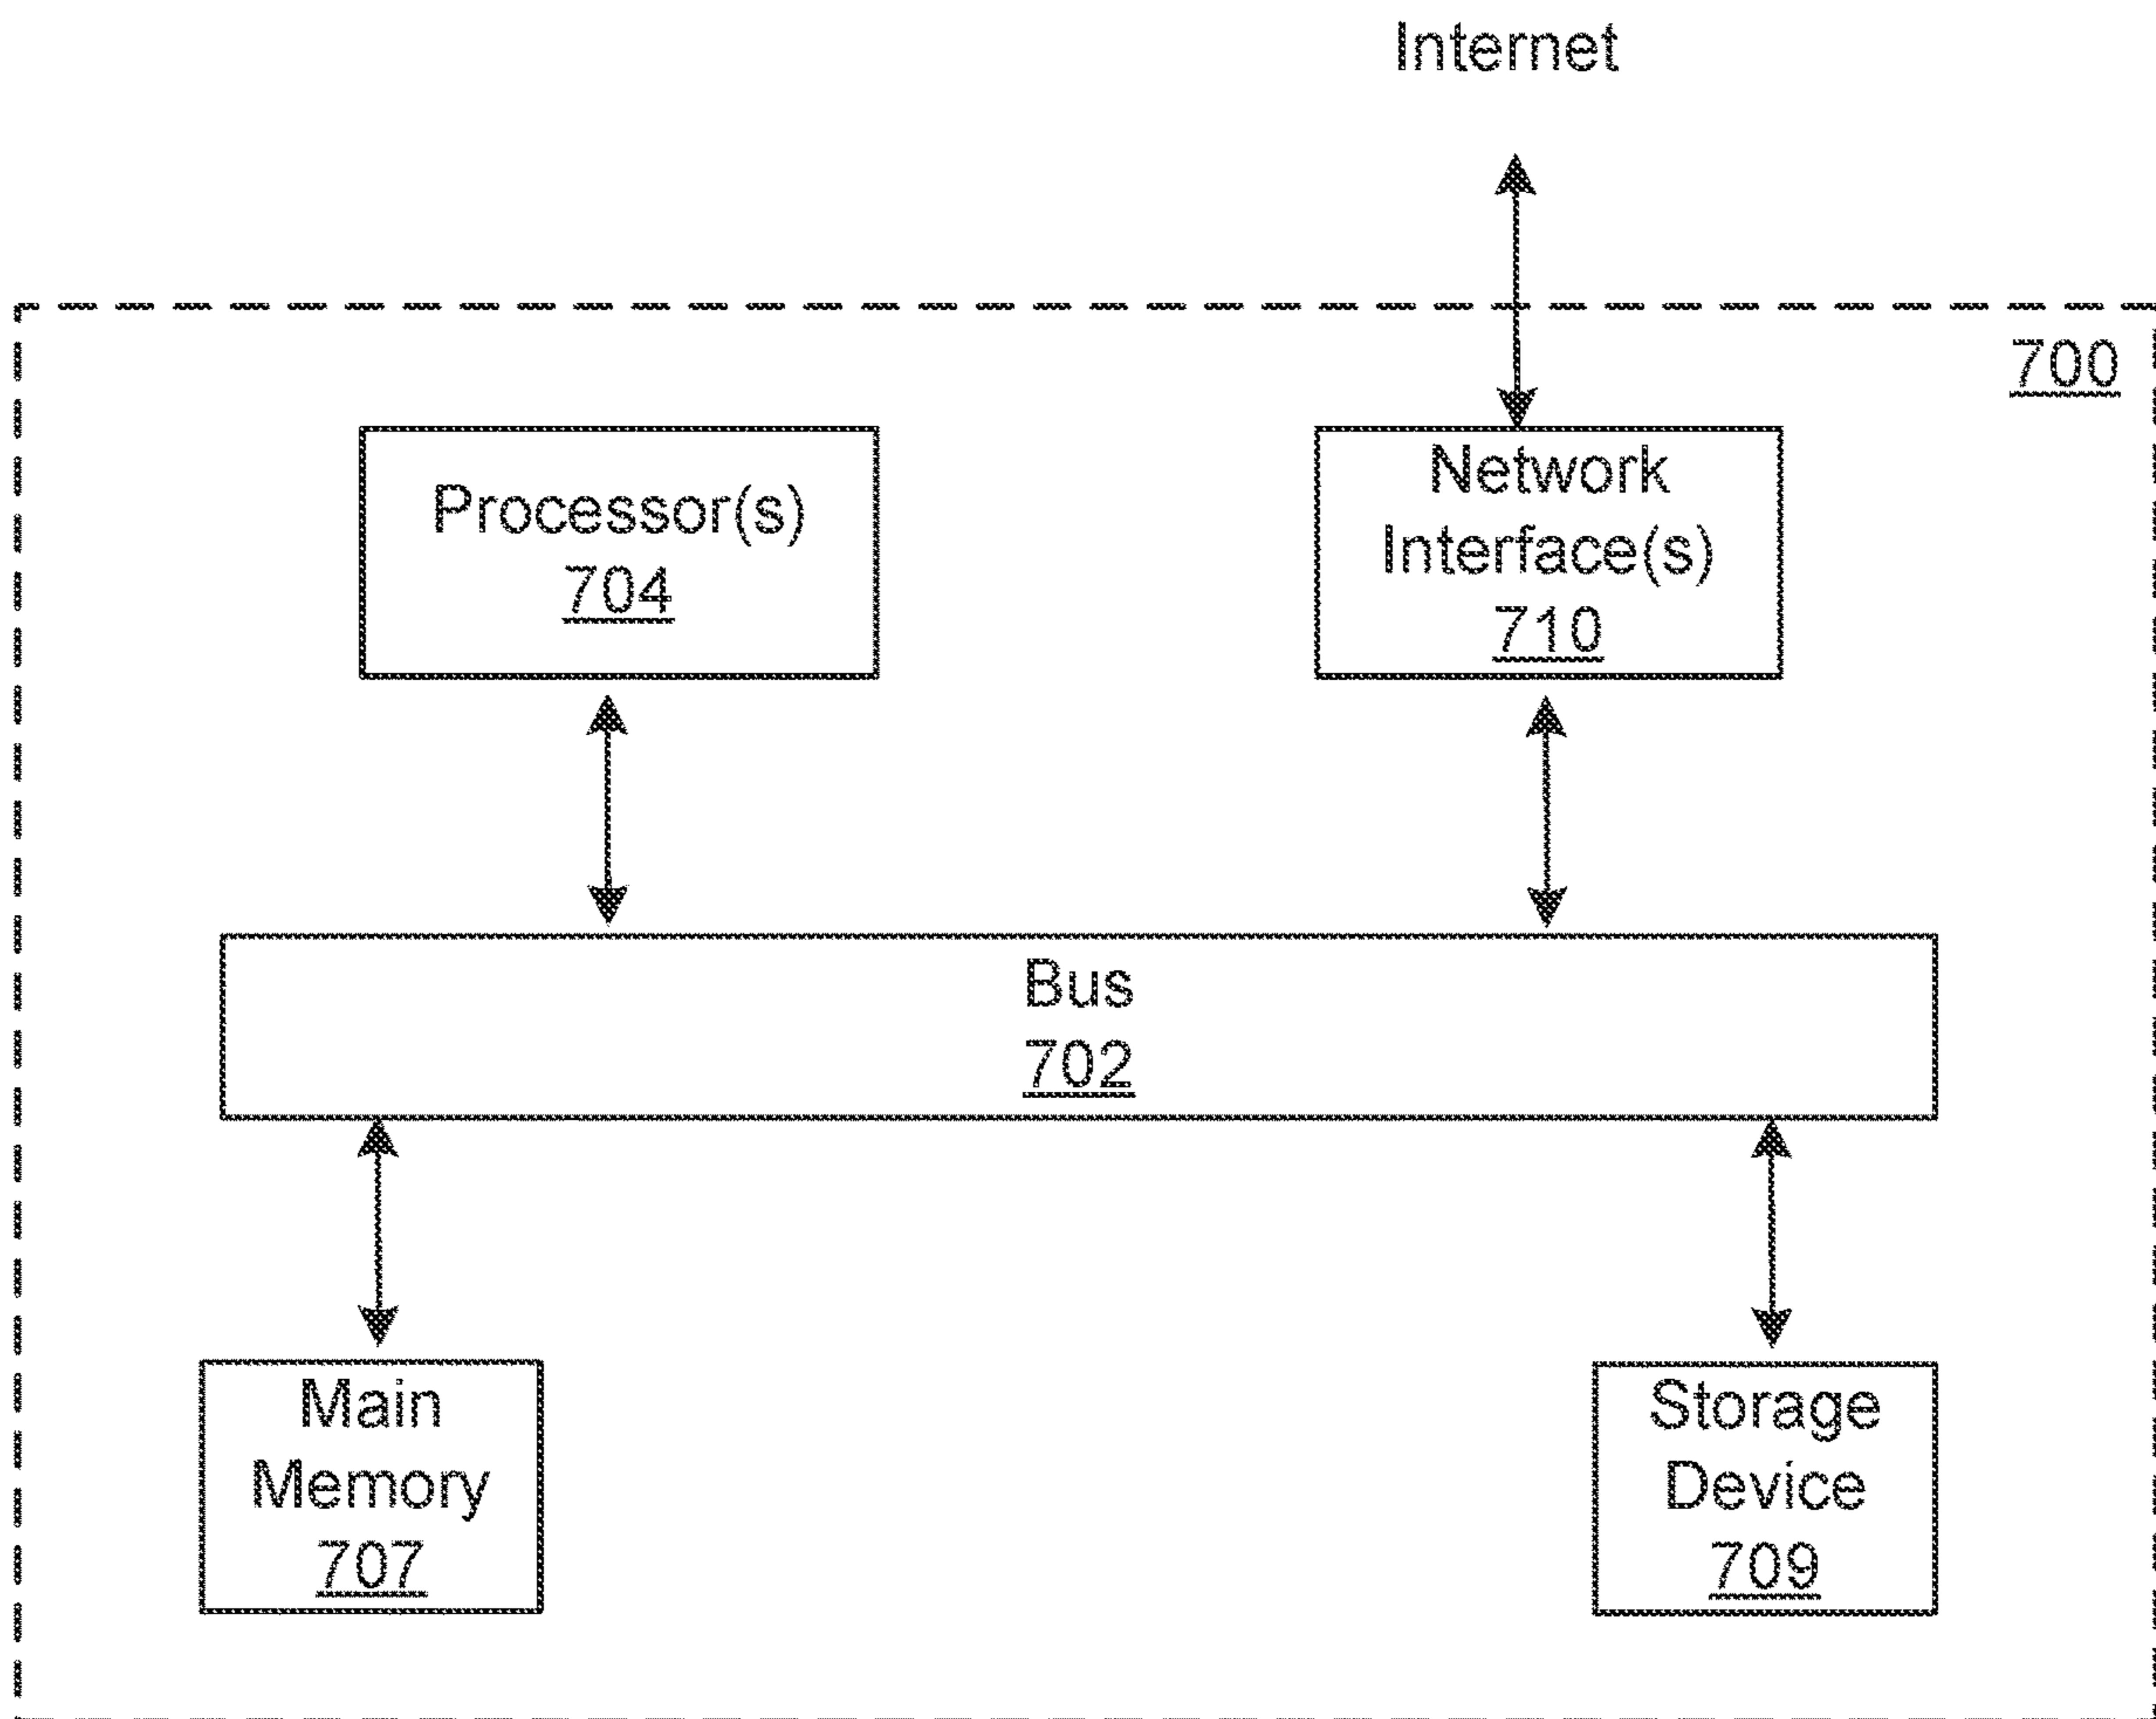 Internet
700
Processor(s)
704
Network
Interface(s)
710
Bus
702
Main
Memory
707
Storage
Device
709